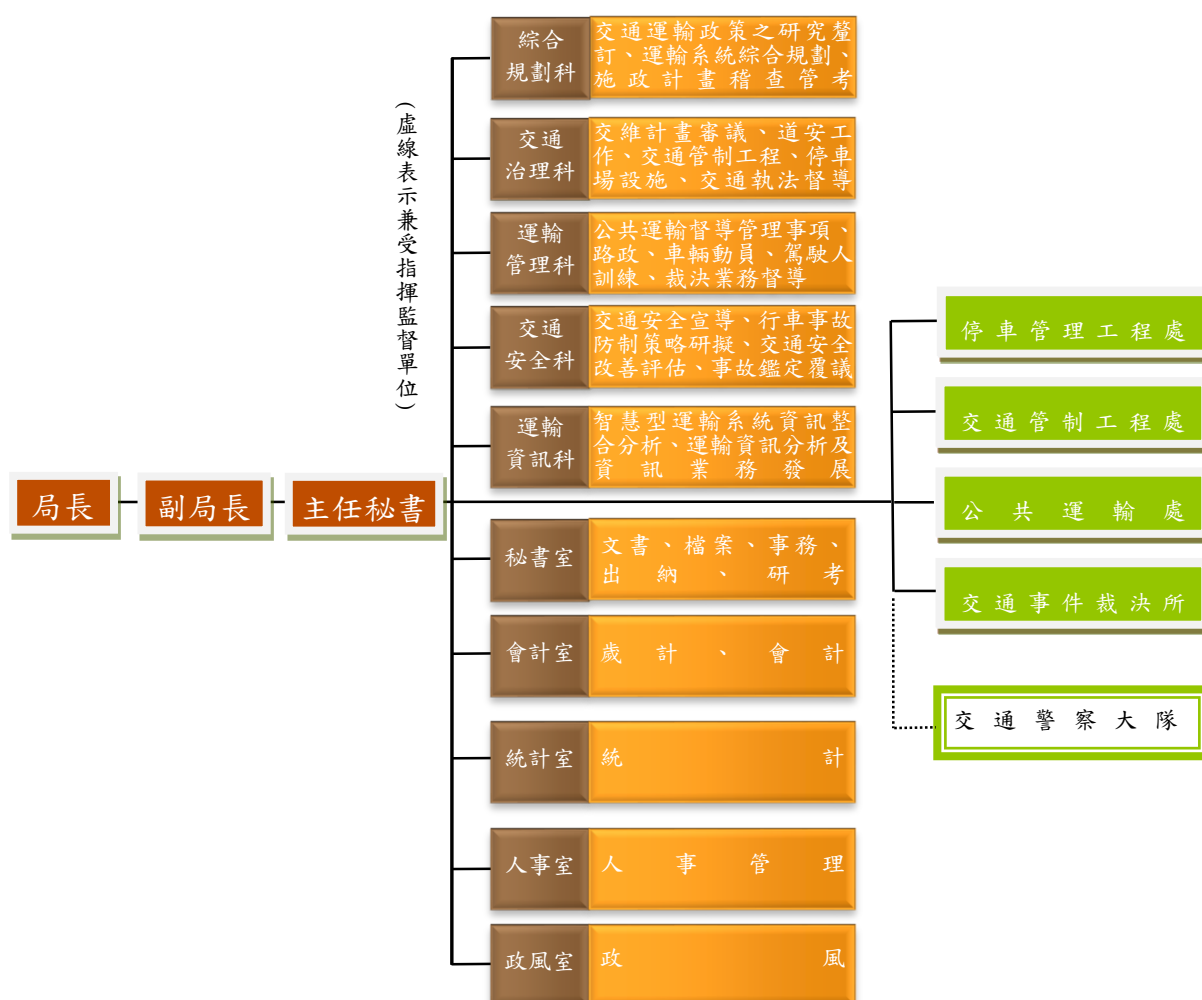 (虛線表示兼受指揮監督單位)
局長
副局長
主任秘書
綜合
規劃科
交通運輸政策之研究釐
訂、運輸系統綜合規劃、
施政計畫稽查管考
交通
治理科
交維計畫審議、道安工
作、交通管制工程、停車
場設施、交通執法督導
運輸
管理科
公共運輸督導管理事項、
路政、車輛動員、駕駛人
訓練、裁決業務督導
交通
安全科
交通安全宣導、行車事故
防制策略研擬、交通安全
改善評估、事故鑑定覆議
運輸
資訊科
智慧型運輸系統資訊整
合分析、運輸資訊分析及
資訊業務發展
秘書室
文書、檔案、事務、
出納、研考
會計室
歲計、會計
統計室
統計
人事室
人事管理
政風室
政風
停車管理工程處
交通管制工程處
公共運輸處
交通事件裁決所
交通警察大隊